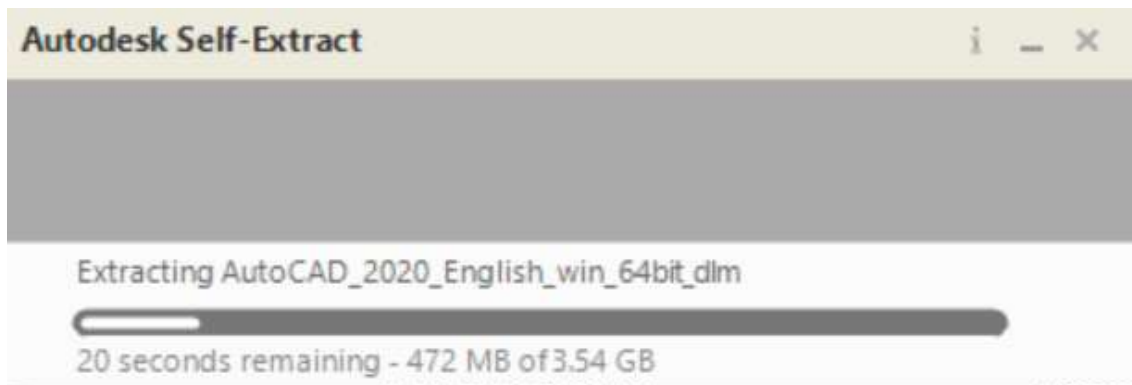 Autodesk Self-Extract
Extracting AutoCAD_2020_English_win_64bit_dlm
20 seconds remaining - 472 MB of 3.54 GB